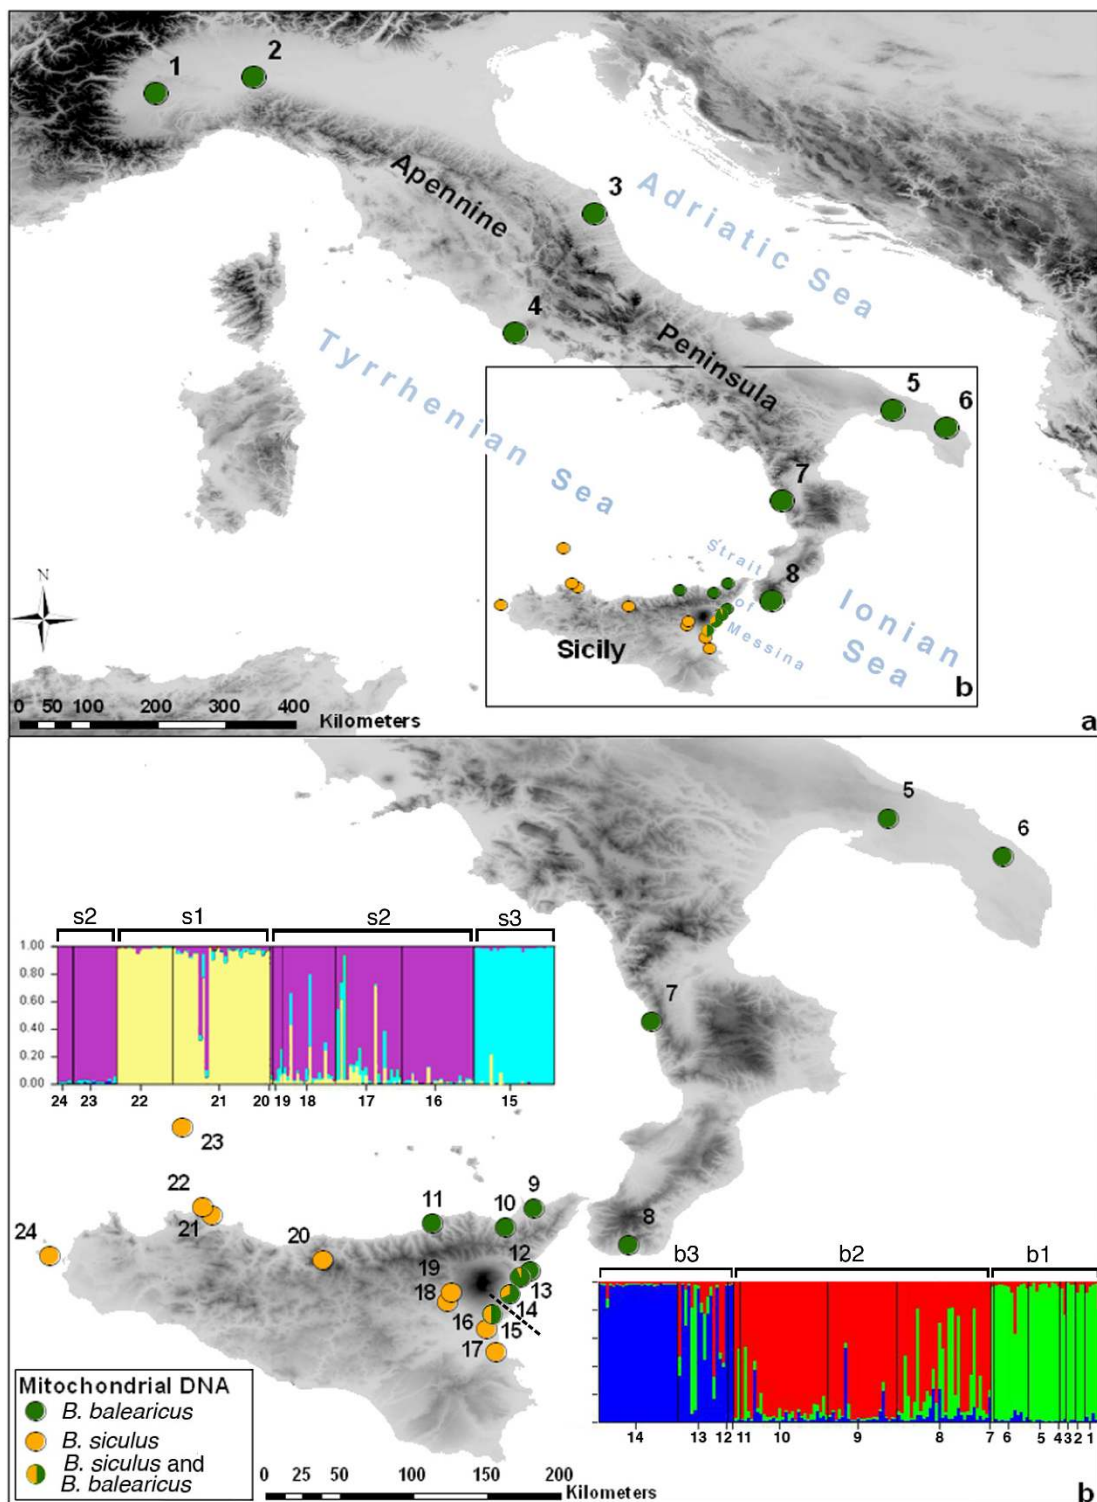 1
2
3
4
5
6
7
8
Apennine
Peninsula
Adriatic Sea
Tyrrhenian Sea
Strait
of
Messina
Ionian
Sea
Sicily
N
0 50 100 200 300 400
Kilometers
b
a
5
6
7
8
s2 s1 s2 s3
1.00
0.80
0.60
0.40
0.20
0.00
24 23 22 21 20 19 18 17 16 15
23
22
21
24
20
11
10
9
19
18
12
13
14
16
15
17
b3 b2 b1
14 13 12 11 10 9 8 7 6 5 4 3 2 1
Mitochondrial DNA
B. balearicus
B. siculus
B. siculus and
B. balearicus
0 25 50 100 150 200
Kilometers
b